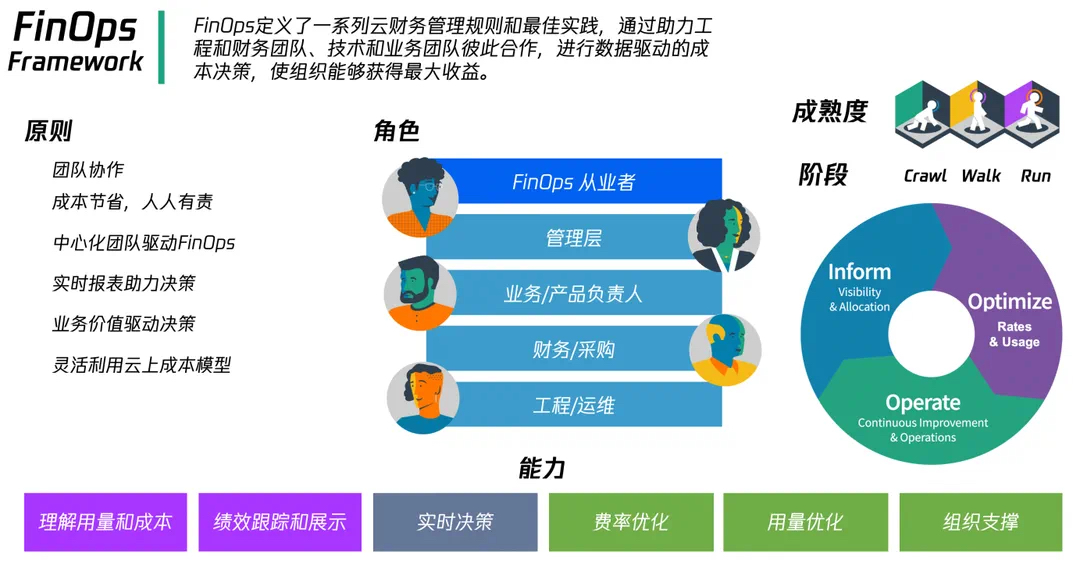 FinOps
Framework
FinOps定义了一系列云财务管理规则和最佳实践，通过助力工
程和财务团队、技术和业务团队彼此合作，进行数据驱动的成
本决策，使组织能够获得最大收益。
原则
团队协作
成本节省，人人有责
中心化团队驱动FinOps
实时报表助力决策
业务价值驱动决策
灵活利用云上成本模型
角色
FinOps 从业者
管理层
业务/产品负责人
财务/采购
工程/运维
成熟度
Crawl Walk Run
阶段
Inform
Visibility
& Allocation
Optimize
Rates
& Usage
Operate
Continuous Improvement
& Operations
能力
理解用量和成本
绩效跟踪和展示
实时决策
费率优化
用量优化
组织支撑